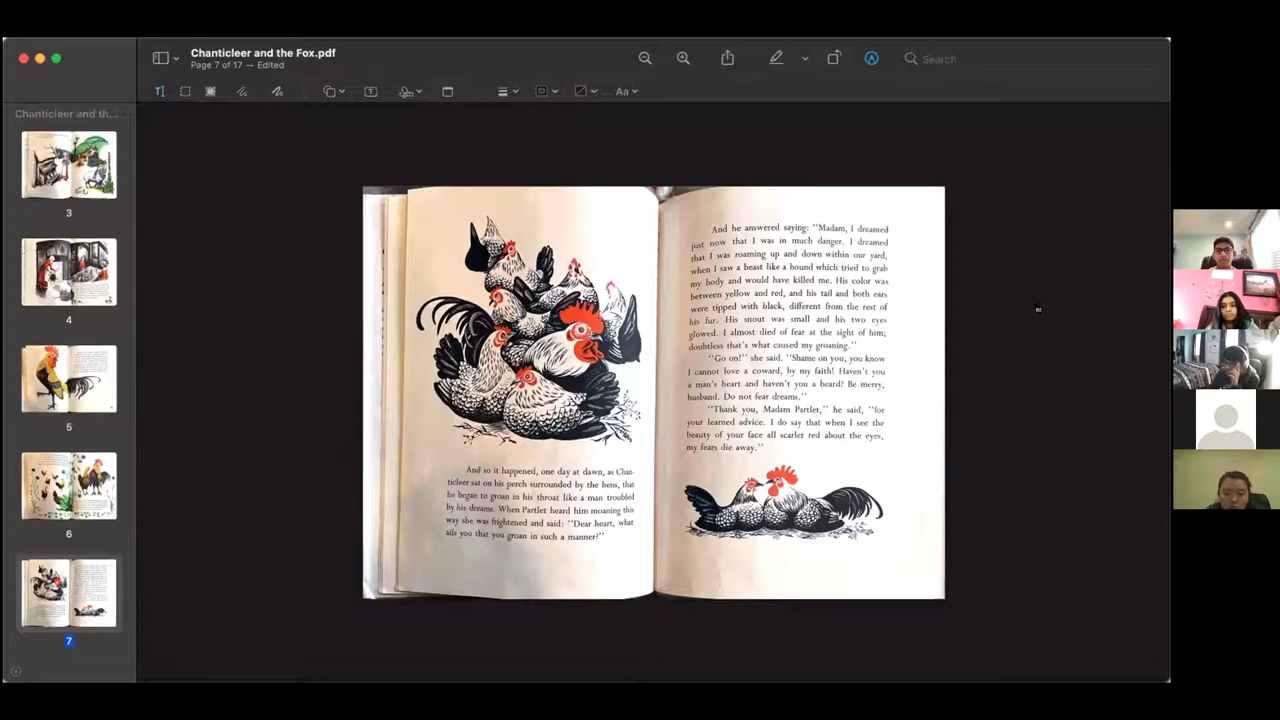 Chanticleer and the Fox.pdf
Page 7 of 17 — Edited
Search
Aa
Chanticleer and th...
3
4
5
6
7
And so it happened, one day at dawn, as Chan-
ticleer sat on his perch surrounded by the hens, that
he began to groan in his throat like a man troubled
by his dreams. When Partlet heard him moaning this
way she was frightened and said: "Dear heart, what
ails you that you groan in such a manner?"
And he answered saying: "Madam, I dreamed
just now that I was in much danger. I dreamed
that I was roaming up and down within our yard,
when I saw a beast like a hound which tried to grab
my body and would have killed me. His color was
between yellow and red, and his tail and both ears
were tipped with black, different from the rest of
his fur. His snout was small and his two eyes
glowed. I almost died of fear at the sight of him;
doubtless that's what caused my groaning."
"Go on!" she said. "Shame on you, you know
I cannot love a coward, by my faith! Haven't you
a man's heart and haven't you a beard? Be merry,
husband. Do not fear dreams."
"Thank you, Madam Partlet," he said, "for
your learned advice. I do say that when I see the
beauty of your face all scarlet red about the eyes,
my fears die away."